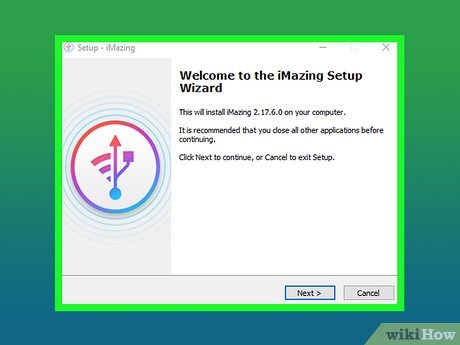 Setup - iMazing
Welcome to the iMazing Setup
Wizard
This will install iMazing 2.17.6.0 on your computer.
It is recommended that you close all other applications before
continuing.
Click Next to continue, or Cancel to exit Setup.
Next >
Cancel
wikiHow